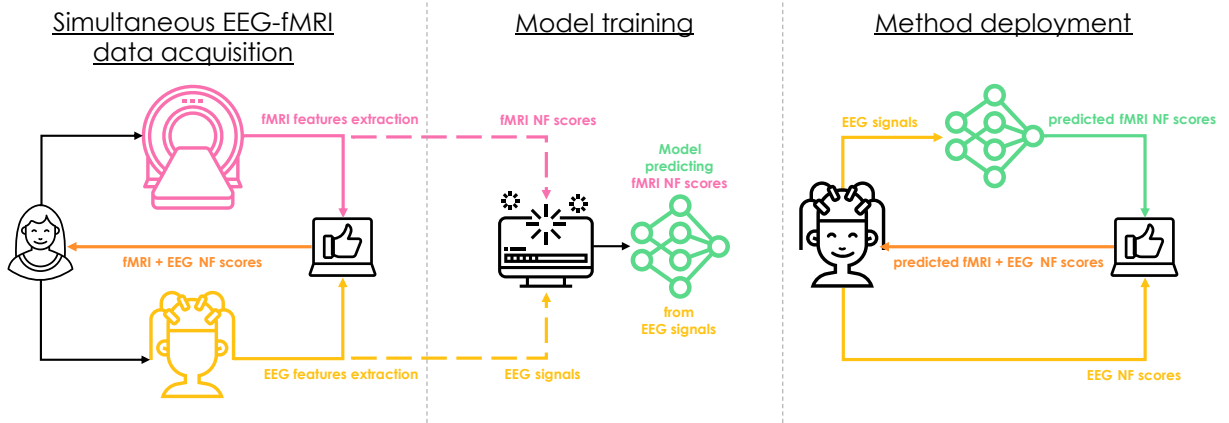 Simultaneous EEG-fMRI
data acquisition
fMRI features extraction
fMRI + EEG NF scores
EEG features extraction
Model training
fMRI NF scores
Model
predicting
fMRI NF scores
from
EEG signals
EEG signals
Method deployment
EEG signals
predicted fMRI NF scores
predicted fMRI + EEG NF scores
EEG NF scores